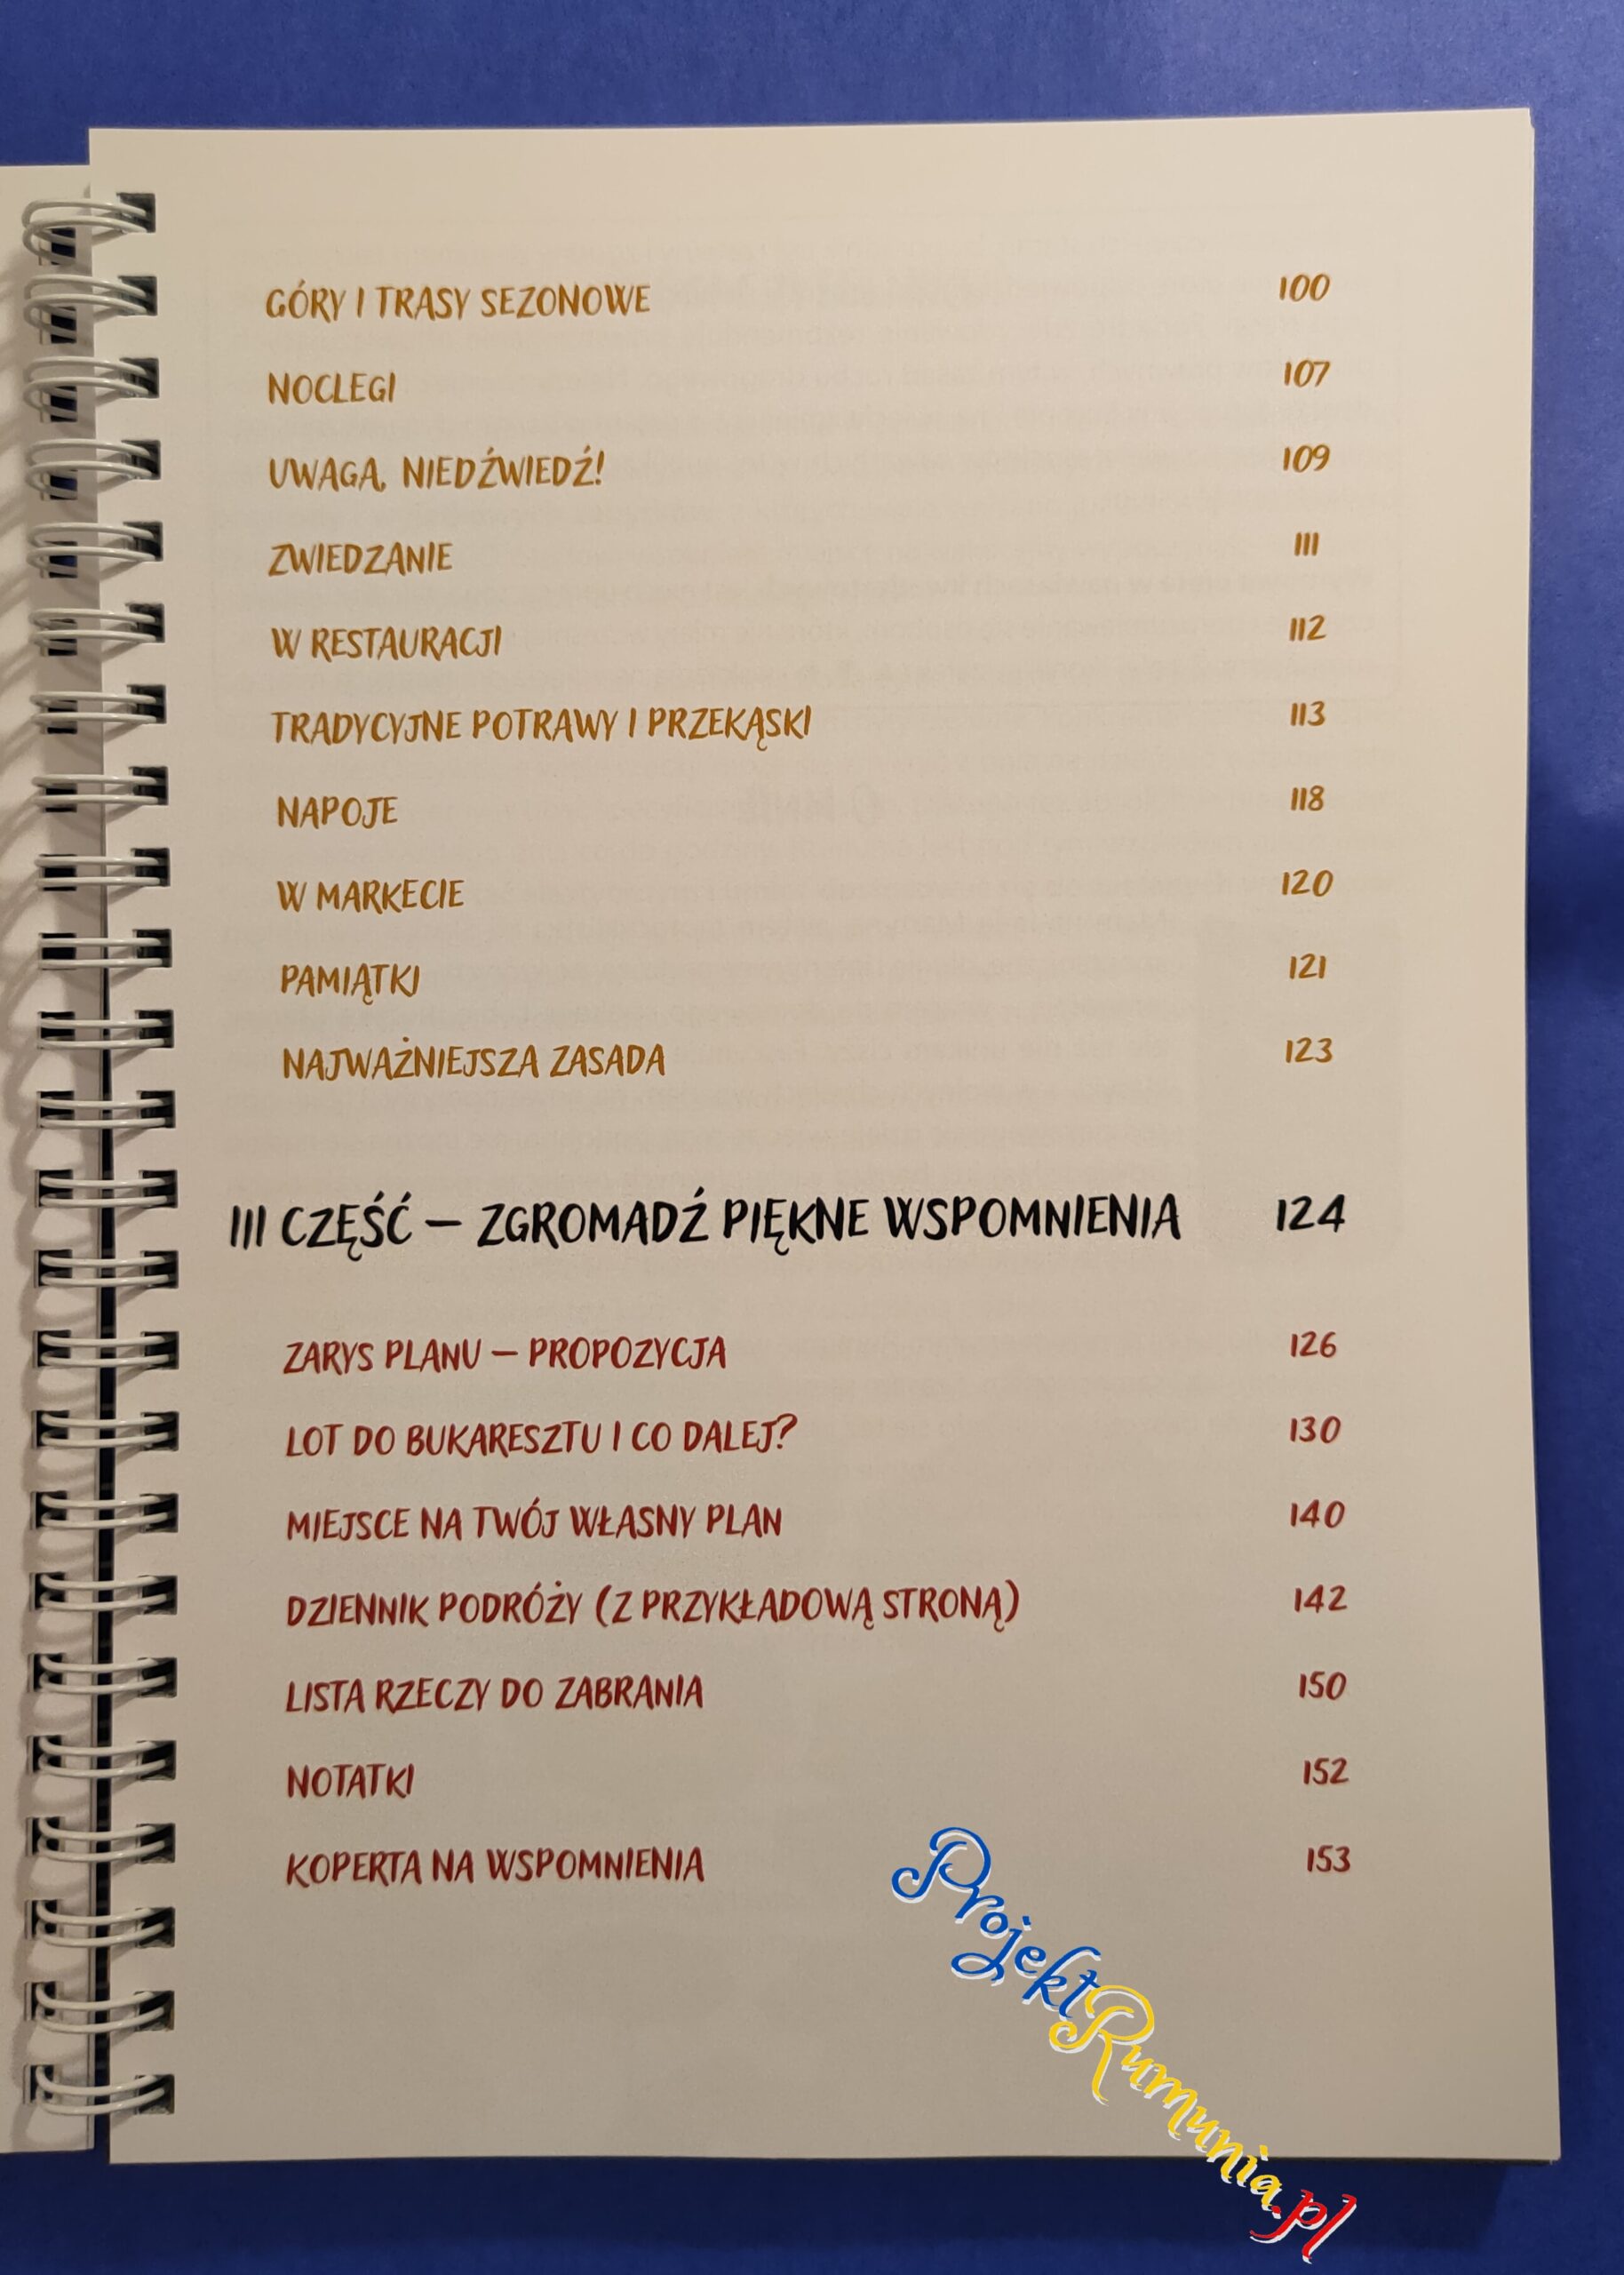 GÓRY I TRASY SEZONOWE 100
NOCLEGI 107
UWAGA, NIEDŹWIEDŹ! 109
ZWIEDZANIE 111
W RESTAURACJI 112
TRADYCYJNE POTRAWY I PRZEKĄSKI 113
NAPOJE 118
W MARKECIE 120
PAMIĄTKI 121
NAJWAŻNIEJSZA ZASADA 123
III CZĘŚĆ – ZGROMADŹ PIĘKNE WSPOMNIENIA 124
ZARYS PLANU – PROPOZYCJA 126
LOT DO BUKARESZTU I CO DALEJ? 130
MIEJSCE NA TWÓJ WŁASNY PLAN 140
DZIENNIK PODRÓŻY (Z PRZYKŁADOWĄ STRONĄ) 142
LISTA RZECZY DO ZABRANIA 150
NOTATKI 152
KOPERTA NA WSPOMNIENIA 153
ProjektRumunia.pl